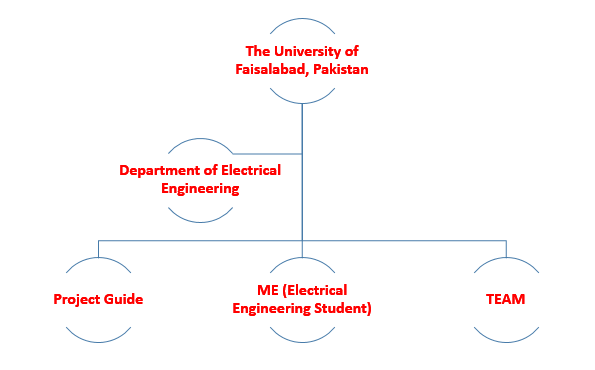 The University of
Faisalabad, Pakistan
Department of Electrical
Engineering
Project Guide
ME (Electrical
Engineering Student)
TEAM